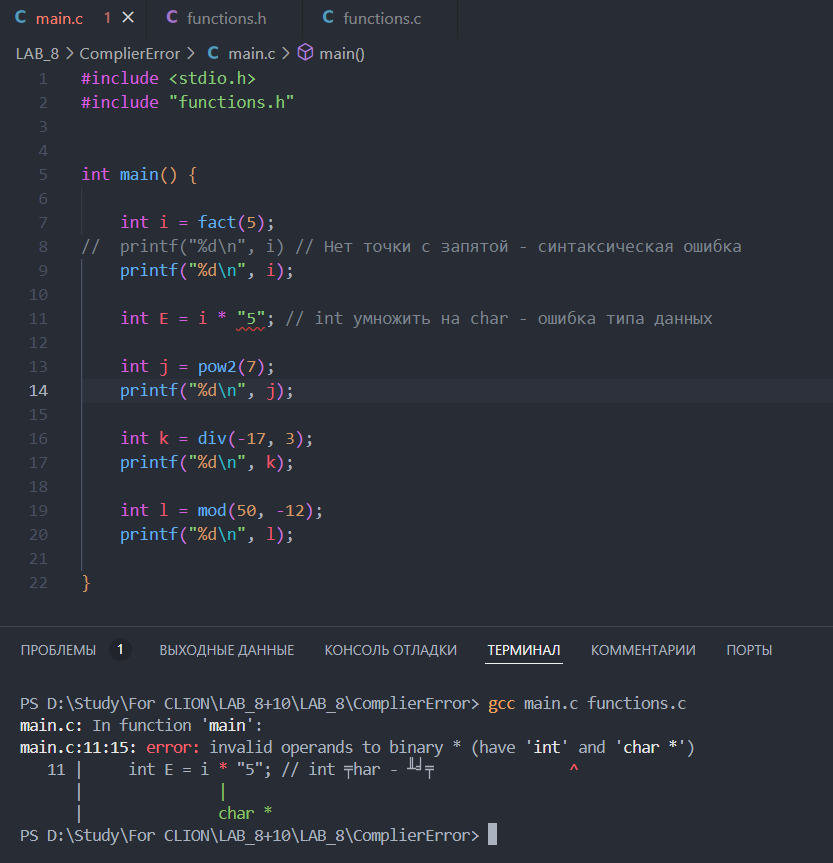 C main.c 1 × C functions.h C functions.c
LAB_8 > ComplierError > C main.c > main()
1 #include <stdio.h>
2 #include "functions.h"
3
4
5 int main() {
6
7 int i = fact(5);
8 // printf("%d\n", i) // Нет точки с запятой - синтаксическая ошибка
9 printf("%d\n", i);
10
11 int E = i * "5"; // int умножить на char - ошибка типа данных
12
13 int j = pow2(7);
14 printf("%d\n", j);
15
16 int k = div(-17, 3);
17 printf("%d\n", k);
18
19 int l = mod(50, -12);
20 printf("%d\n", l);
21
22 }
ПРОБЛЕМЫ 1 ВЫХОДНЫЕ ДАННЫЕ КОНСОЛЬ ОТЛАДКИ ТЕРМИНАЛ КОММЕНТАРИИ ПОРТЫ
PS D:\Study\For CLION\LAB_8+10\LAB_8\ComplierError> gcc main.c functions.c
main.c: In function 'main':
main.c:11:15: error: invalid operands to binary * (have 'int' and 'char *')
11 | int E = i * "5"; // int ╤har - ╨╜╤ ^
| |
| char *
PS D:\Study\For CLION\LAB_8+10\LAB_8\ComplierError>